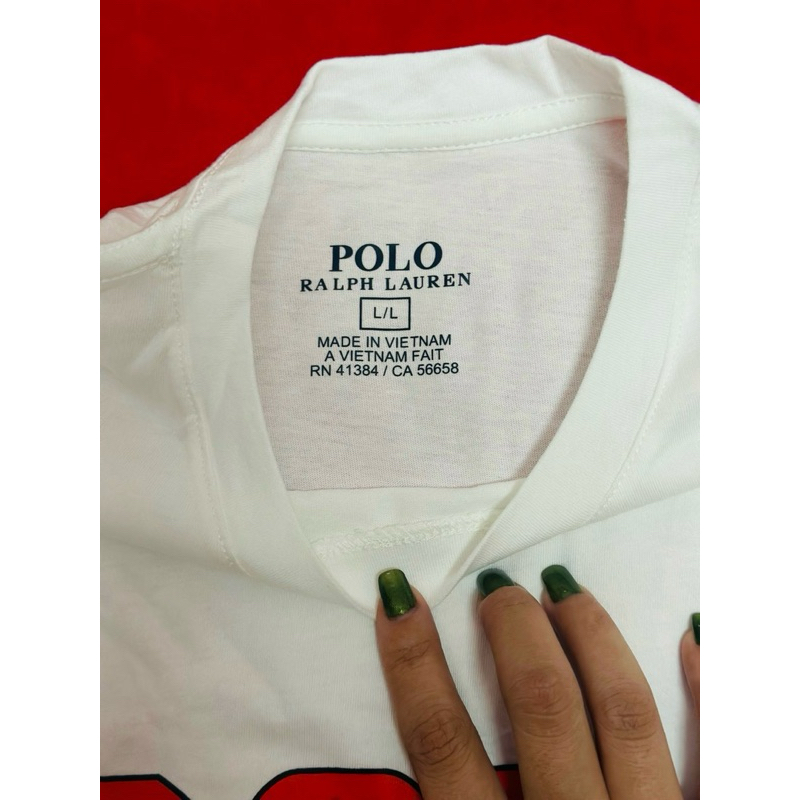 POLO
RALPH LAUREN
L/L
MADE IN VIETNAM
A VIETNAM FAIT
RN 41384 / CA 56658